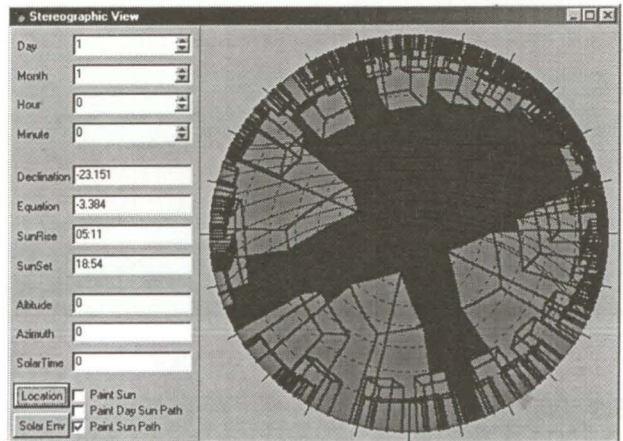 Stereographic View
Day 1
Month 1
Hour 0
Minute 0
Declination -23.151
Equation -3.384
SunRise 05:11
SunSet 18:54
Altitude 0
Azimuth 0
SolarTime 0
Location Paint Sun
Paint Day Sun Path
Solar Env Paint Sun Path